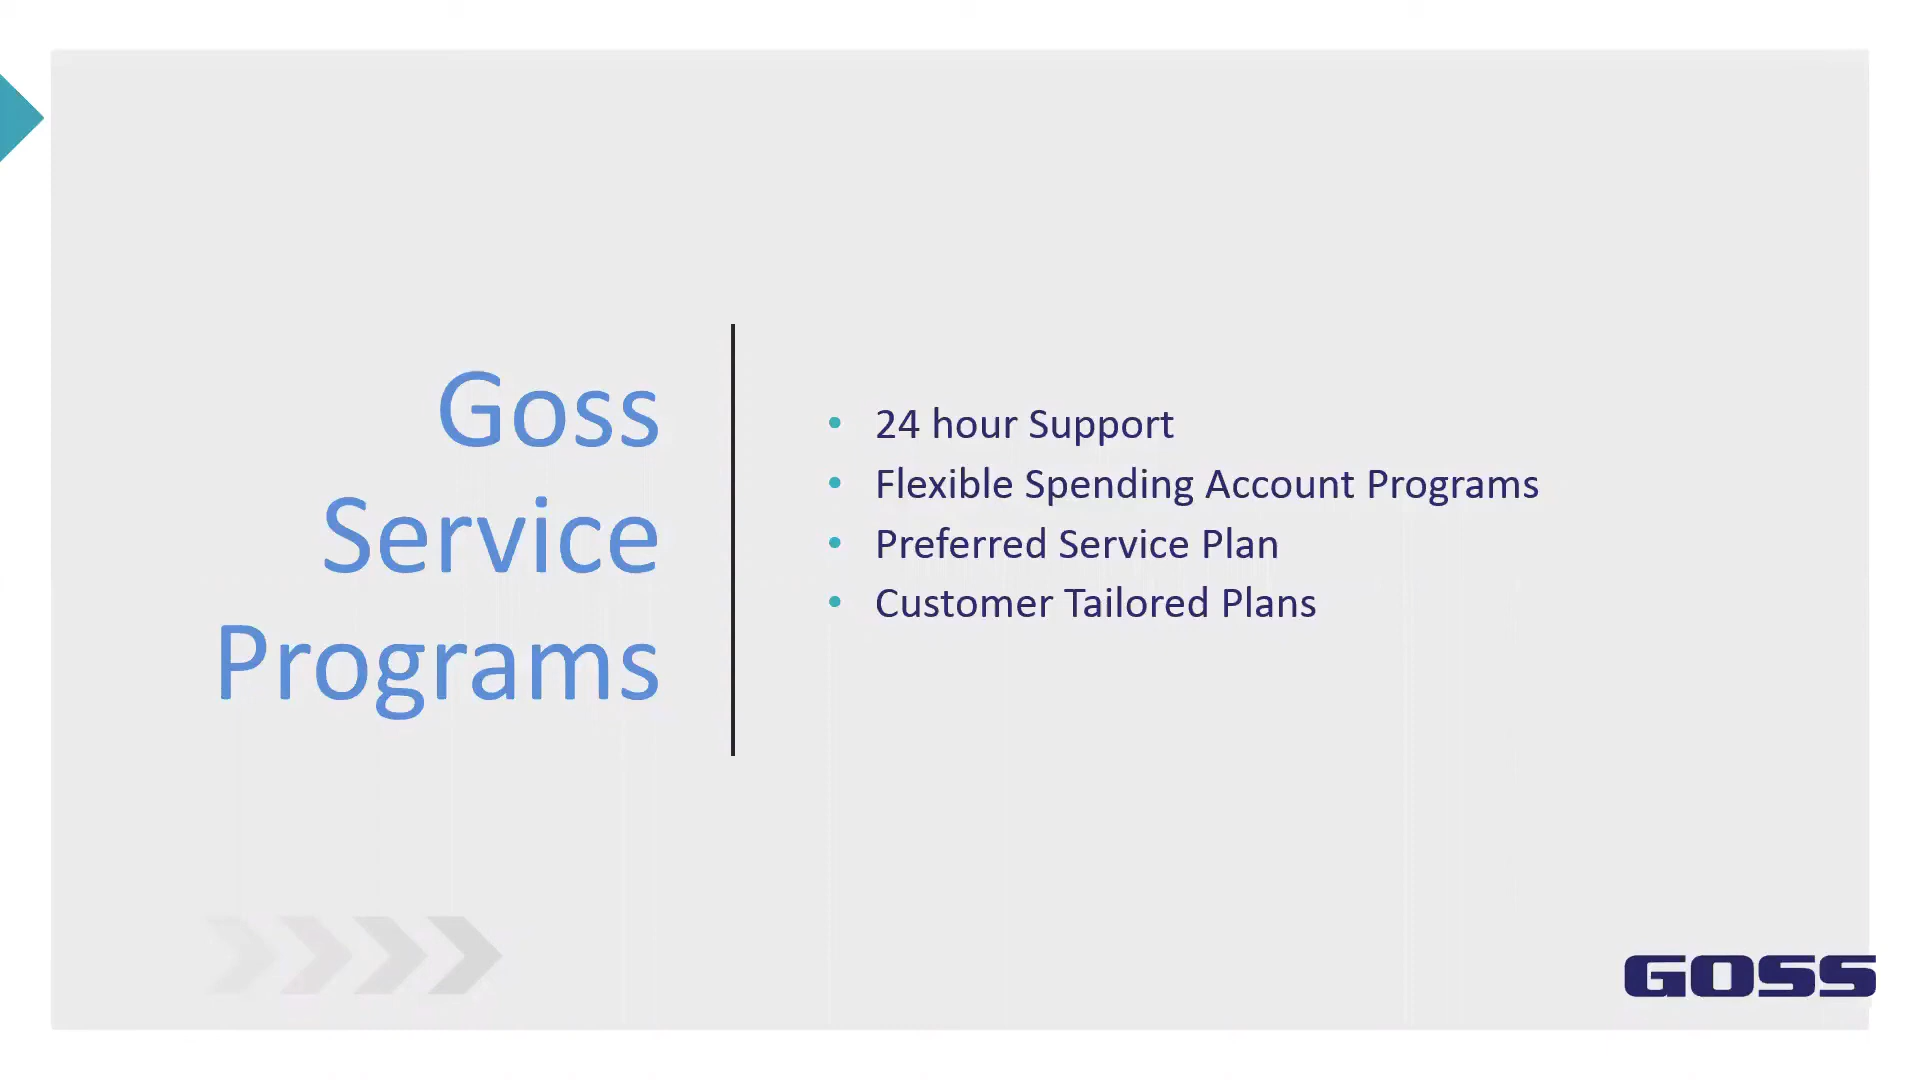 Goss
Service
Programs
• 24 hour Support
• Flexible Spending Account Programs
• Preferred Service Plan
• Customer Tailored Plans
GOSS